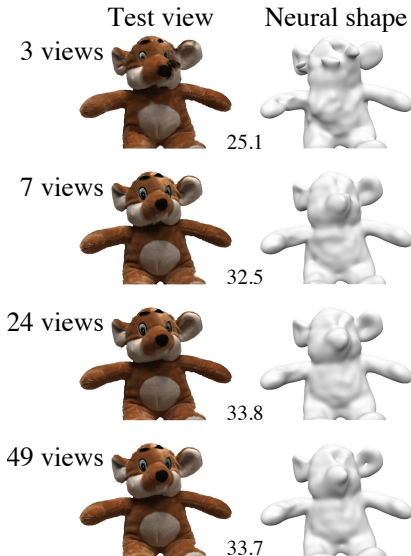 Test view
Neural shape
3 views
25.1
7 views
32.5
24 views
33.8
49 views
33.7